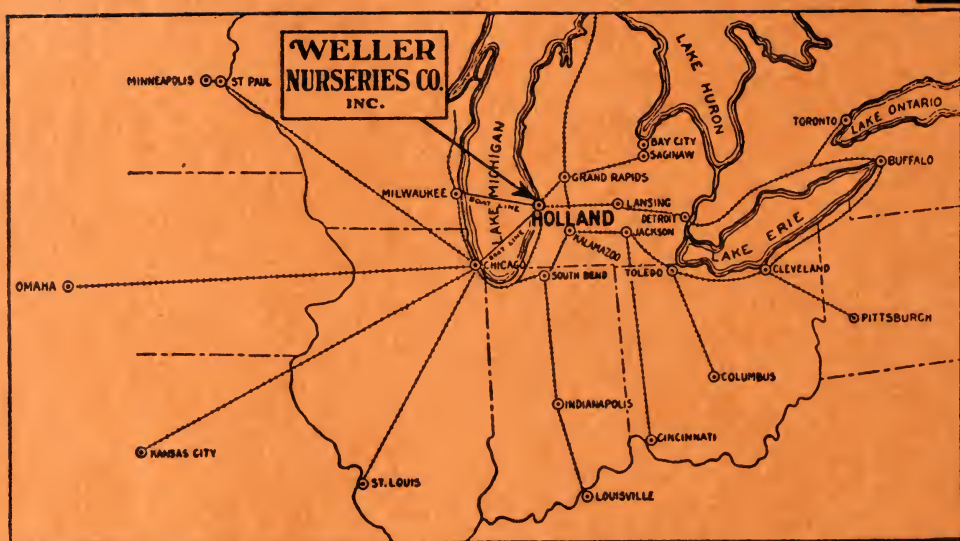 WELLER
NURSERIES CO.
INC.
MINNEAPOLIS
ST PAUL
LAKE MICHIGAN
LAKE HURON
TORONTO
LAKE ONTARIO
BAY CITY
SAGINAW
BUFFALO
GRAND RAPIDS
MILWAUKEE
BOAT LINE
HOLLAND
LANSING
DETROIT
JACKSON
KALAMAZOO
LAKE ERIE
BOAT LINE
CHICAGO
SOUTH BEND
TOLEDO
CLEVELAND
OMAHA
PITTSBURCH
COLUMBUS
INDIANAPOLIS
CINCINNATI
KANSAS CITY
ST. LOUIS
LOUISVILLE